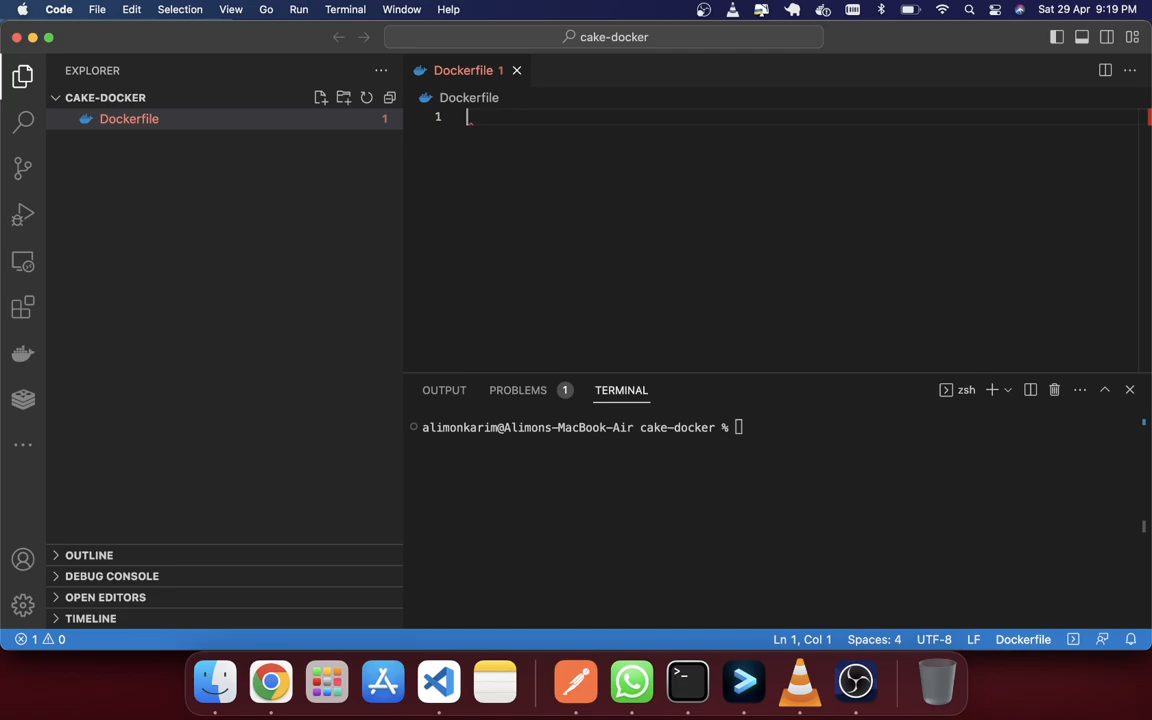 Code File Edit Selection View Go Run Terminal Window Help Sat 29 Apr 9:19 PM
cake-docker
EXPLORER
Dockerfile 1
CAKE-DOCKER
Dockerfile
Dockerfile 1
1
OUTPUT PROBLEMS 1 TERMINAL zsh
alimonkarim@Alimons-MacBook-Air cake-docker %
OUTLINE
DEBUG CONSOLE
OPEN EDITORS
TIMELINE
1 0 Ln 1, Col 1 Spaces: 4 UTF-8 LF Dockerfile